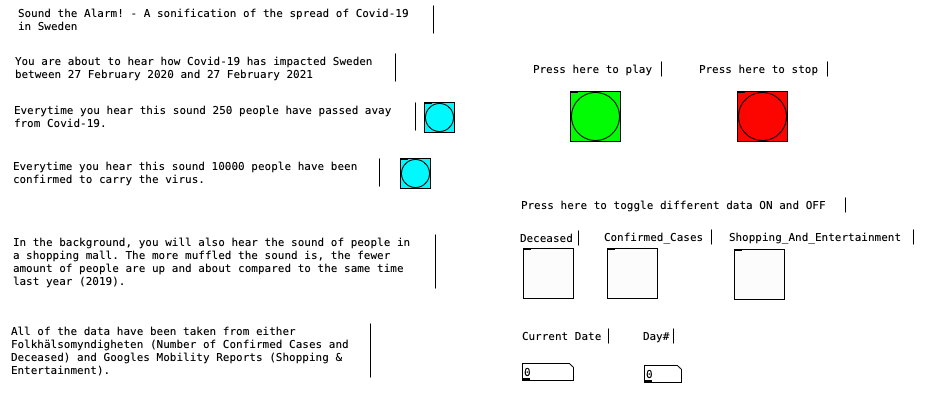 Sound the Alarm! - A sonification of the spread of Covid-19
in Sweden
You are about to hear how Covid-19 has impacted Sweden
between 27 February 2020 and 27 February 2021
Everytime you hear this sound 250 people have passed avay
from Covid-19.
Everytime you hear this sound 10000 people have been
confirmed to carry the virus.
In the background, you will also hear the sound of people in
a shopping mall. The more muffled the sound is, the fewer
amount of people are up and about compared to the same time
last year (2019).
All of the data have been taken from either
Folkhälsomyndigheten (Number of Confirmed Cases and
Deceased) and Googles Mobility Reports (Shopping &
Entertainment).
Press here to play
Press here to stop
Press here to toggle different data ON and OFF
Deceased
Confirmed_Cases
Shopping_And_Entertainment
Current Date
Day#
0
0